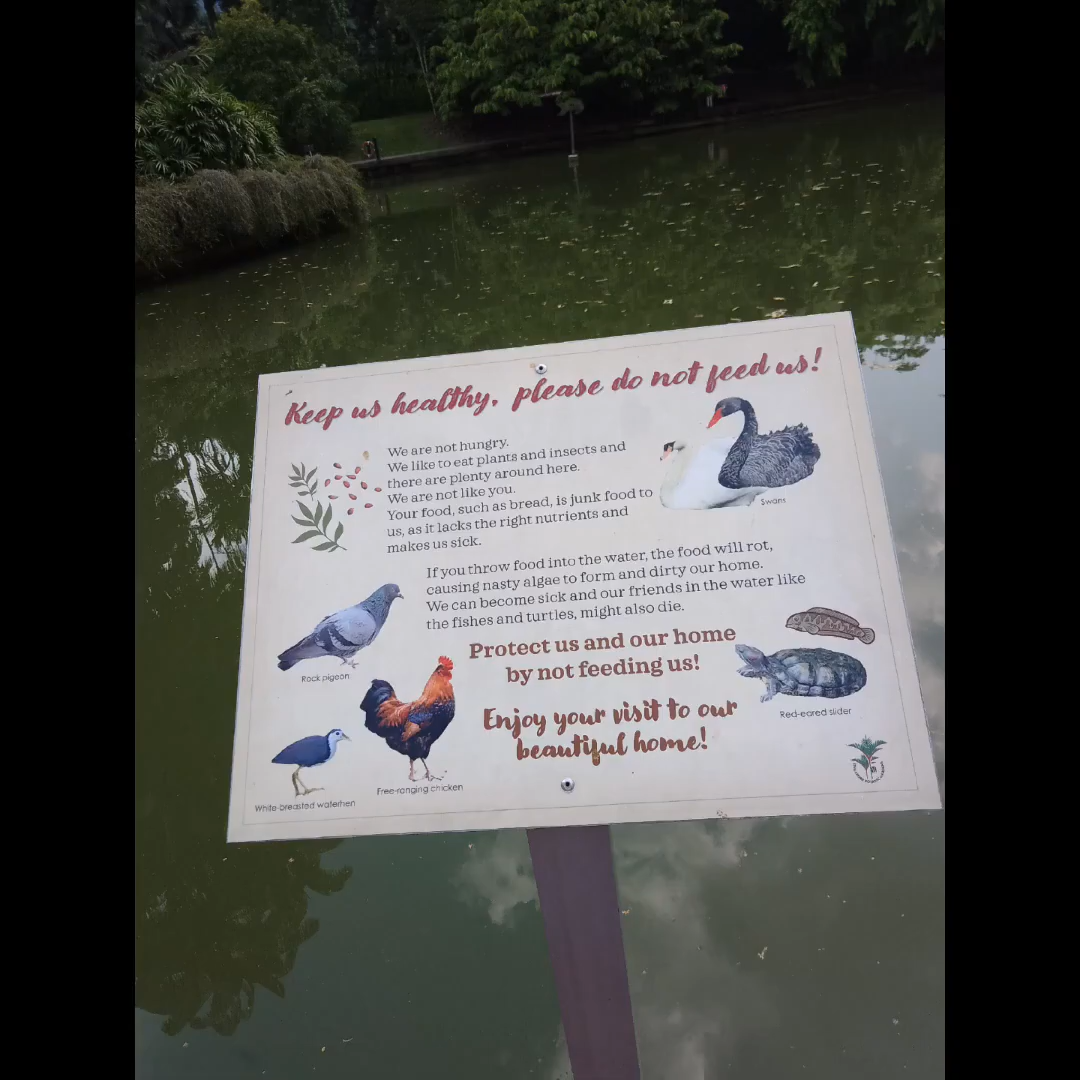 Keep us healthy, please do not feed us!
We are not hungry.
We like to eat plants and insects and
there are plenty around here.
We are not like you.
Your food, such as bread, is junk food to
us, as it lacks the right nutrients and
makes us sick.
Swans
If you throw food into the water, the food will rot,
causing nasty algae to form and dirty our home.
We can become sick and our friends in the water like
the fishes and turtles, might also die.
Rock pigeon
Protect us and our home
by not feeding us!
Red-eared slider
Enjoy your visit to our
beautiful home!
Free-ranging chicken
White-breasted waterhen